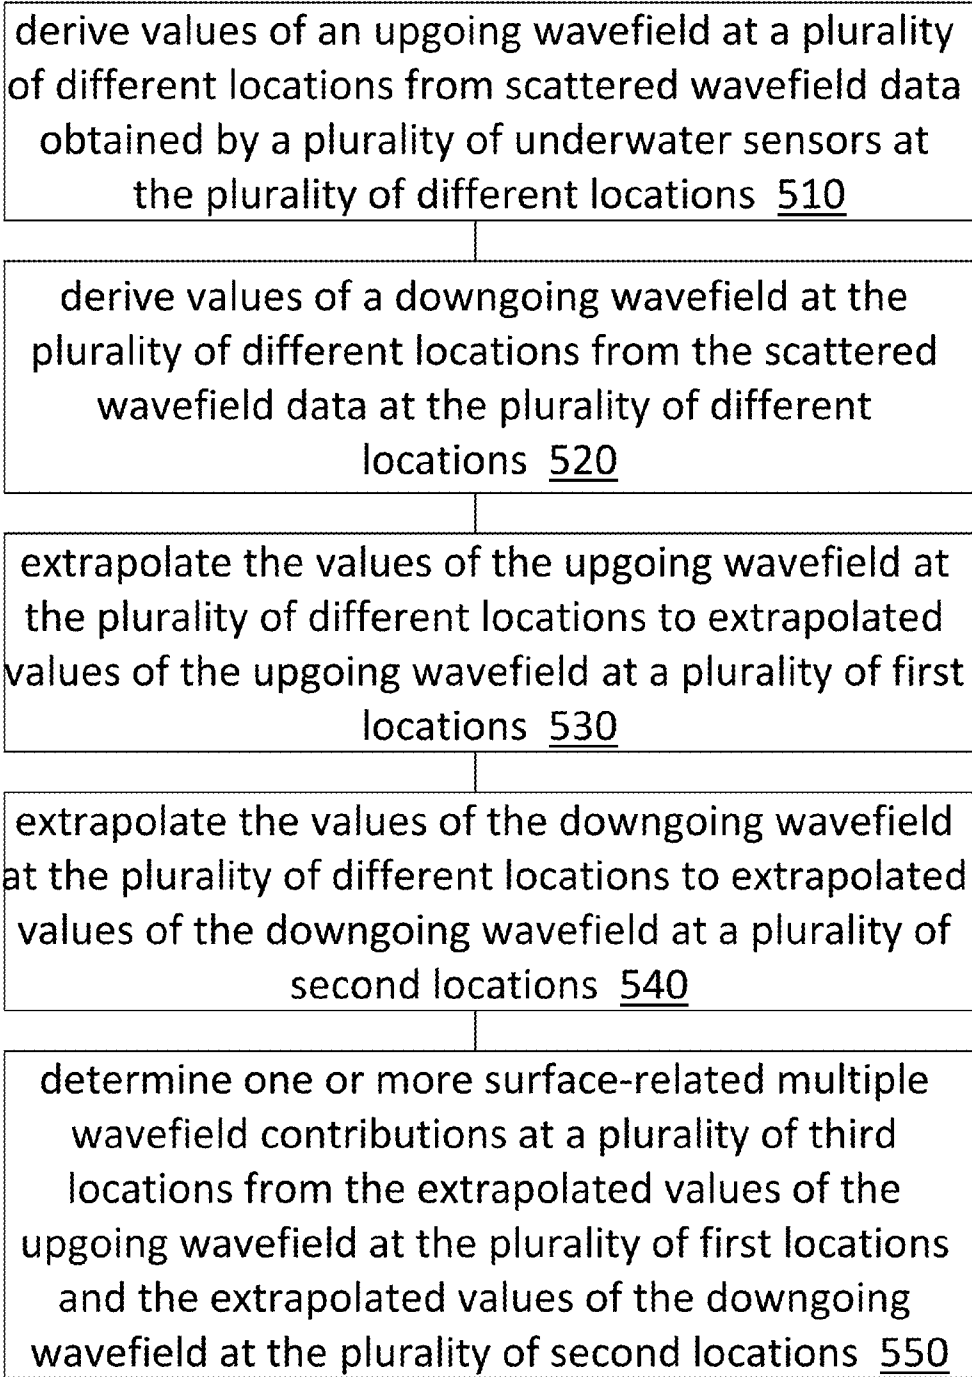 derive values of an upgoing wavefield at a plurality
of different locations from scattered wavefield data
obtained by a plurality of underwater sensors at
the plurality of different locations 510
derive values of a downgoing wavefield at the
plurality of different locations from the scattered
wavefield data at the plurality of different
locations 520
extrapolate the values of the upgoing wavefield at
the plurality of different locations to extrapolated
values of the upgoing wavefield at a plurality of first
locations 530
extrapolate the values of the downgoing wavefield
at the plurality of different locations to extrapolated
values of the downgoing wavefield at a plurality of
second locations 540
determine one or more surface-related multiple
wavefield contributions at a plurality of third
locations from the extrapolated values of the
upgoing wavefield at the plurality of first locations
and the extrapolated values of the downgoing
wavefield at the plurality of second locations 550